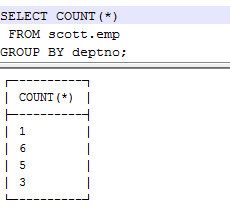 SELECT COUNT(*)
FROM scott.emp
GROUP BY deptno;
COUNT(*)
1
6
5
3